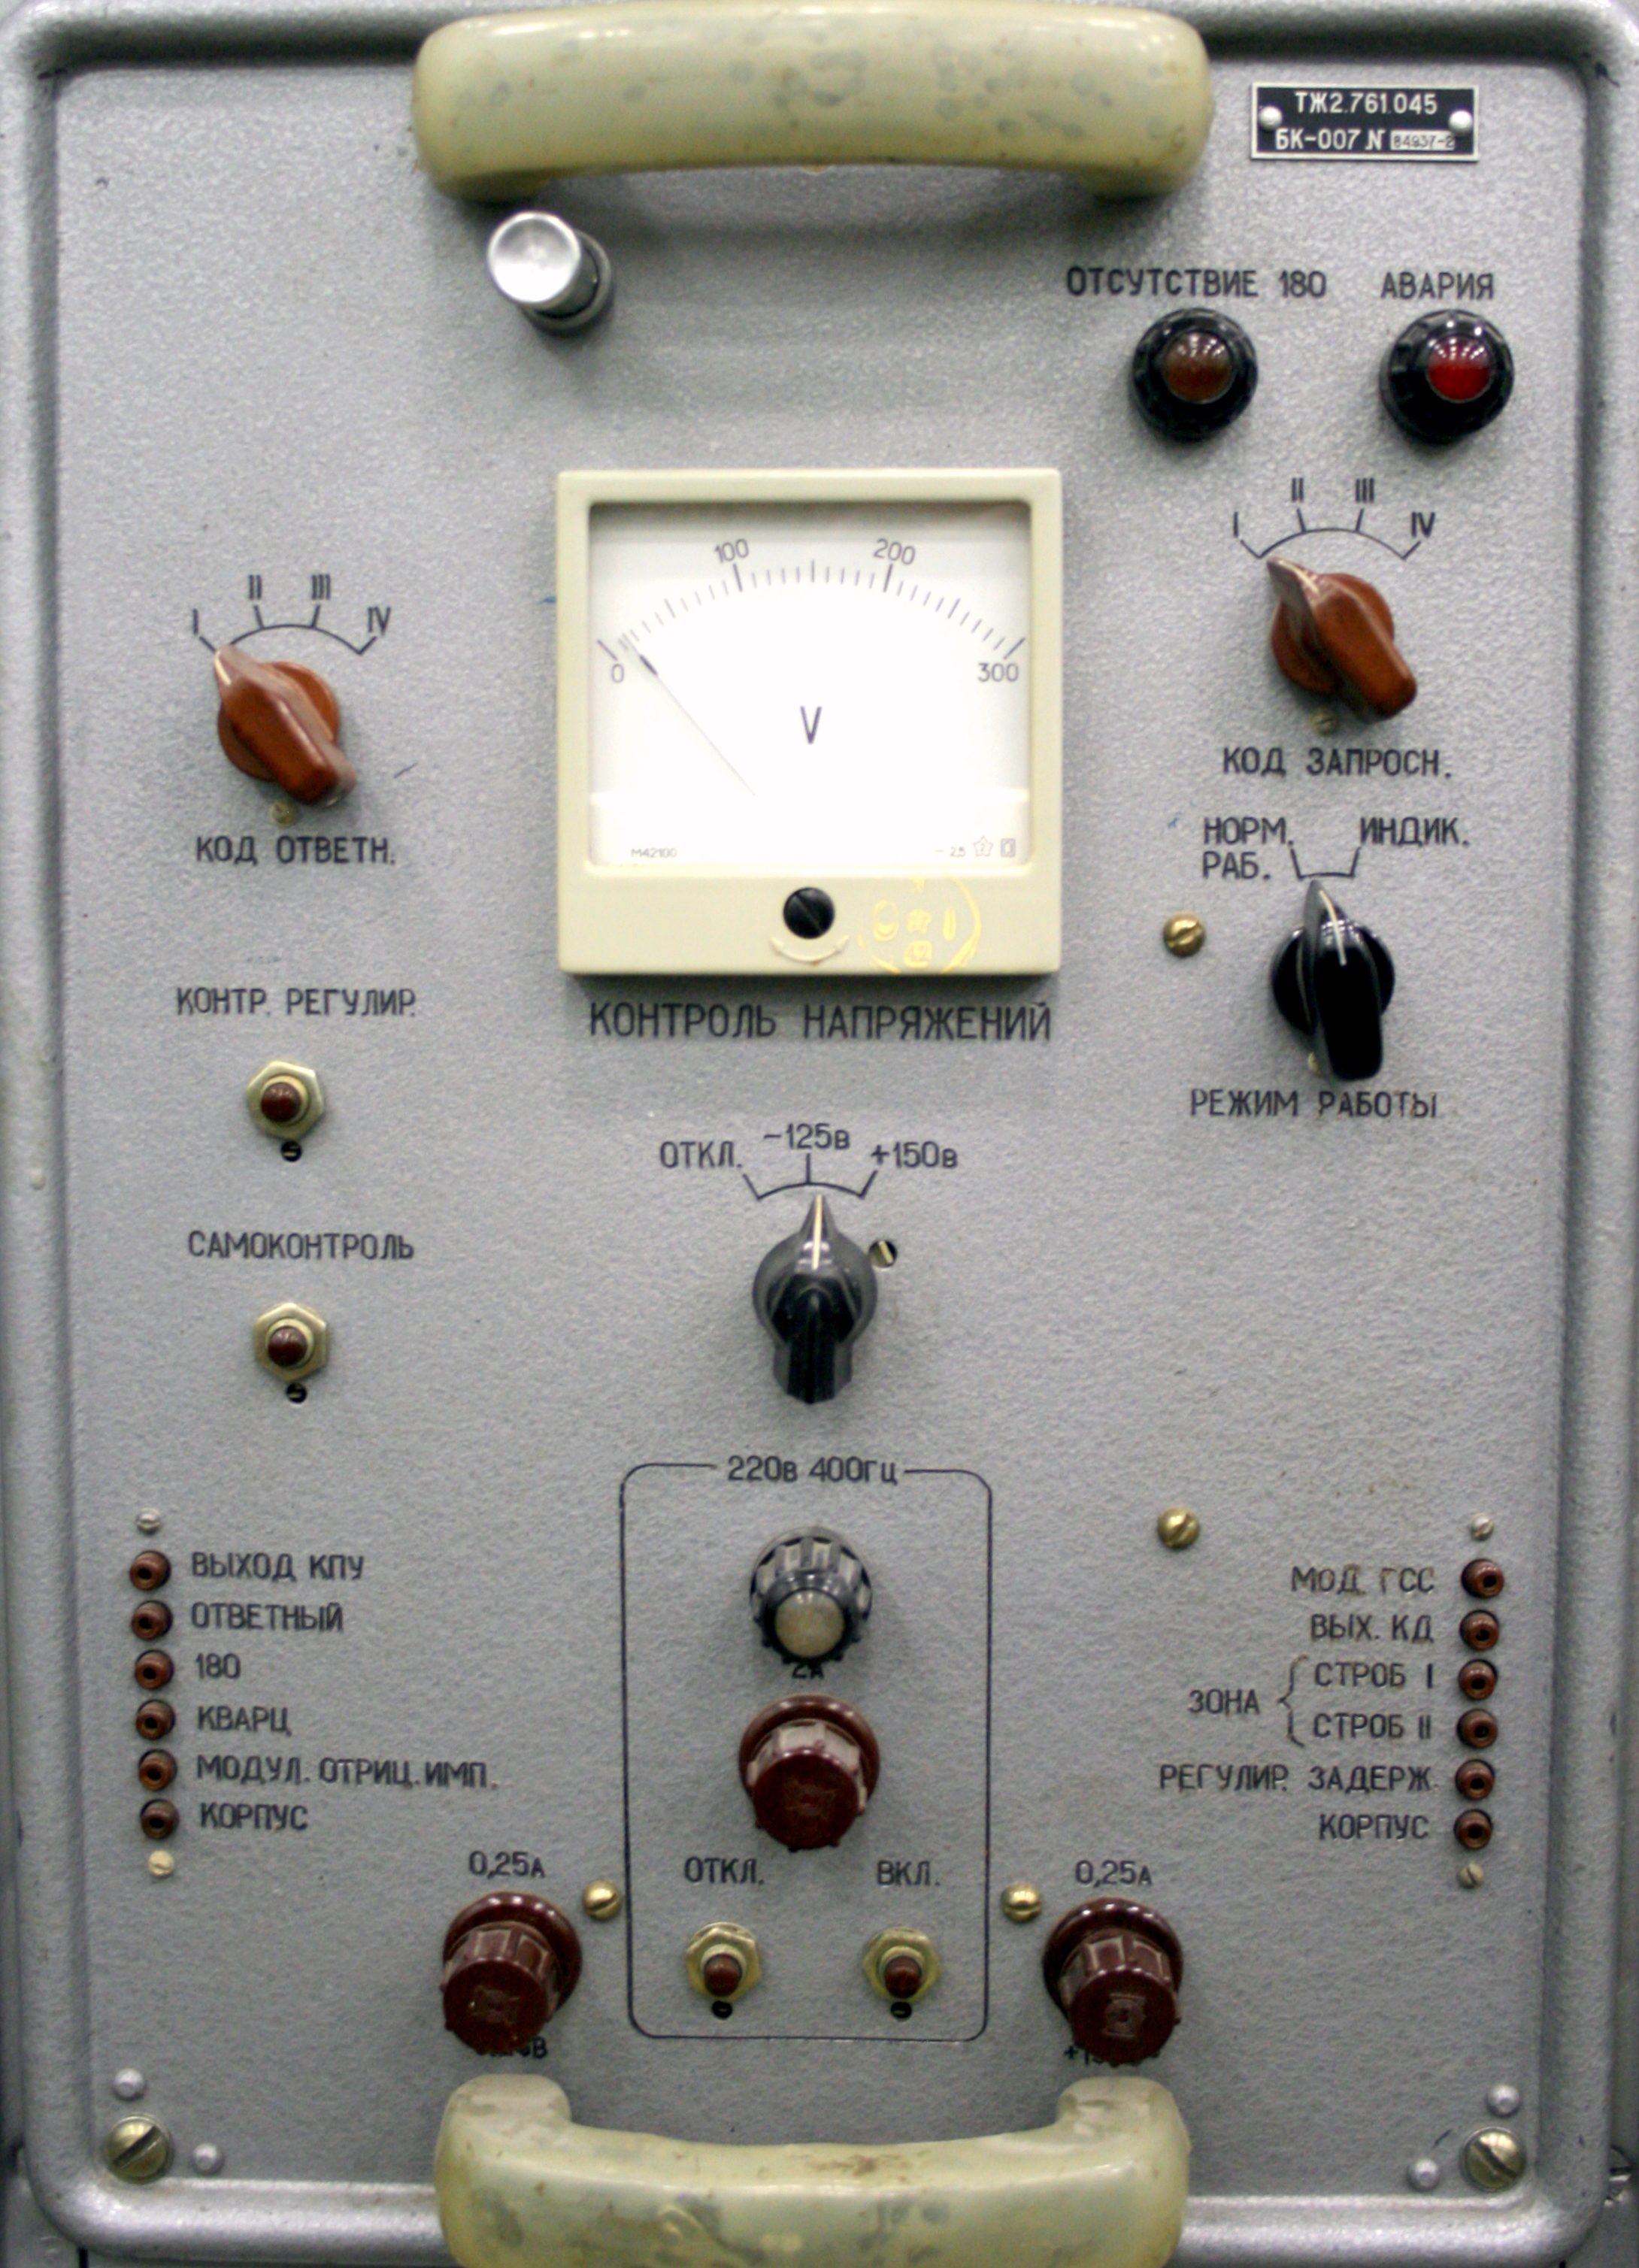 ТЖ2.761.045
БК-007 №
ОТСУТСТВИЕ 180
АВАРИЯ
I II III IV
КОД ОТВЕТН.
0 100 200 300
V
М42100
- 2,5
КОНТРОЛЬ НАПРЯЖЕНИЙ
I II III IV
КОД ЗАПРОСН.
НОРМ.
РАБ.
ИНДИК.
РЕЖИМ РАБОТЫ
КОНТР. РЕГУЛИР.
САМОКОНТРОЛЬ
ОТКЛ. -125В +150В
220В 400ГЦ
2А
ОТКЛ. ВКЛ.
ВЫХОД КПУ
ОТВЕТНЫЙ
180
КВАРЦ
МОДУЛ. ОТРИЦ. ИМП.
КОРПУС
МОД. ГСС
ВЫХ. КД
ЗОНА
СТРОБ I
СТРОБ II
РЕГУЛИР. ЗАДЕРЖ.
КОРПУС
0,25А
0,25А